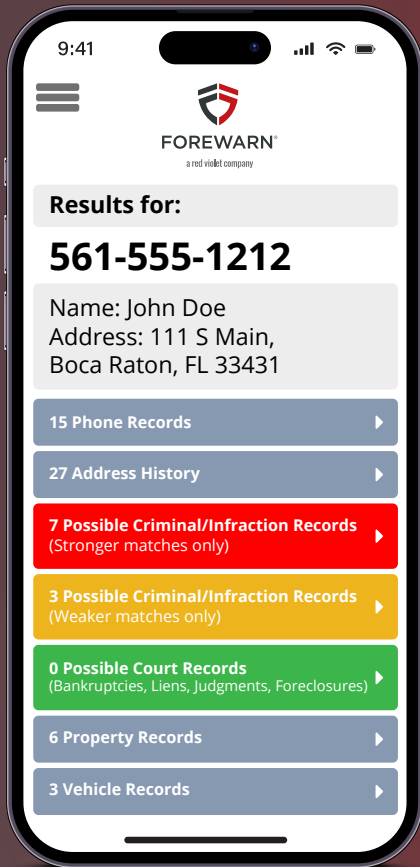 9:41
FOREWARN®
a red violet company
Results for:
561-555-1212
Name: John Doe
Address: 111 S Main,
Boca Raton, FL 33431
15 Phone Records
27 Address History
7 Possible Criminal/Infraction Records
(Stronger matches only)
3 Possible Criminal/Infraction Records
(Weaker matches only)
0 Possible Court Records
(Bankruptcies, Liens, Judgments, Foreclosures)
6 Property Records
3 Vehicle Records